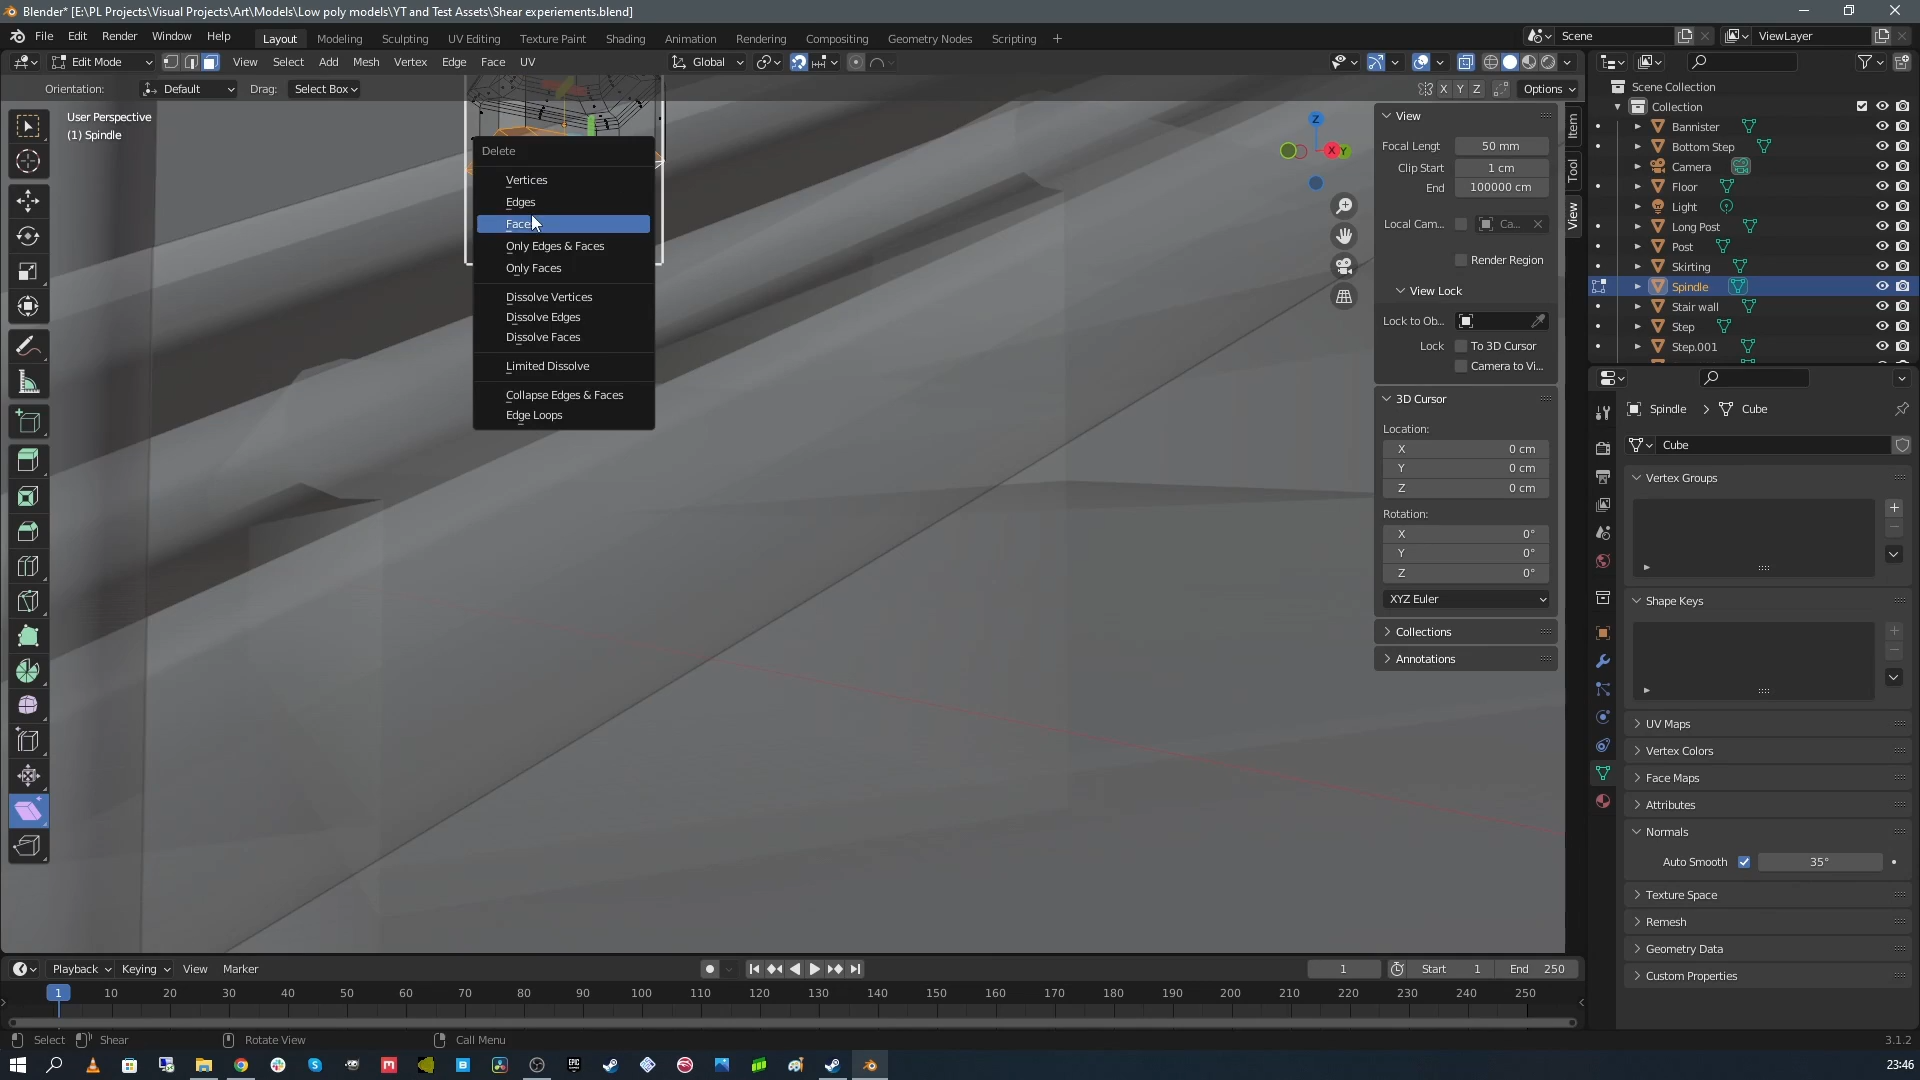 Blender* [E:\PL Projects\Visual Projects\Art\Models\Low poly models\YT and Test Assets\Shear experiements.blend]
File Edit Render Window Help Layout Modeling Sculpting UV Editing Texture Paint Shading Animation Rendering Compositing Geometry Nodes Scripting + Scene ViewLayer
Edit Mode View Select Add Mesh Vertex Edge Face UV Global
Orientation: Default Drag: Select Box X Y Z Options
User Perspective
(1) Spindle
Delete
Vertices
Edges
Face
Only Edges & Faces
Only Faces
Dissolve Vertices
Dissolve Edges
Dissolve Faces
Limited Dissolve
Collapse Edges & Faces
Edge Loops
Z
X Y
View
Focal Lengt 50 mm
Clip Start 1 cm
End 100000 cm
Local Cam... Ca...
Render Region
View Lock
Lock to Ob...
Lock To 3D Cursor
Camera to Vi...
3D Cursor
Location:
X 0 cm
Y 0 cm
Z 0 cm
Rotation:
X 0°
Y 0°
Z 0°
XYZ Euler
Collections
Annotations
Item
Tool
View
Scene Collection
Collection
Bannister
Bottom Step
Camera
Floor
Light
Long Post
Post
Skirting
Spindle
Stair wall
Step
Step.001
Spindle Cube
Cube
Vertex Groups
Shape Keys
UV Maps
Vertex Colors
Face Maps
Attributes
Normals
Auto Smooth 35°
Texture Space
Remesh
Geometry Data
Custom Properties
Playback Keying View Marker 1 Start 1 End 250
1 10 20 30 40 50 60 70 80 90 100 110 120 130 140 150 160 170 180 190 200 210 220 230 240 250
Select Shear Rotate View Call Menu 3.1.2
23:46